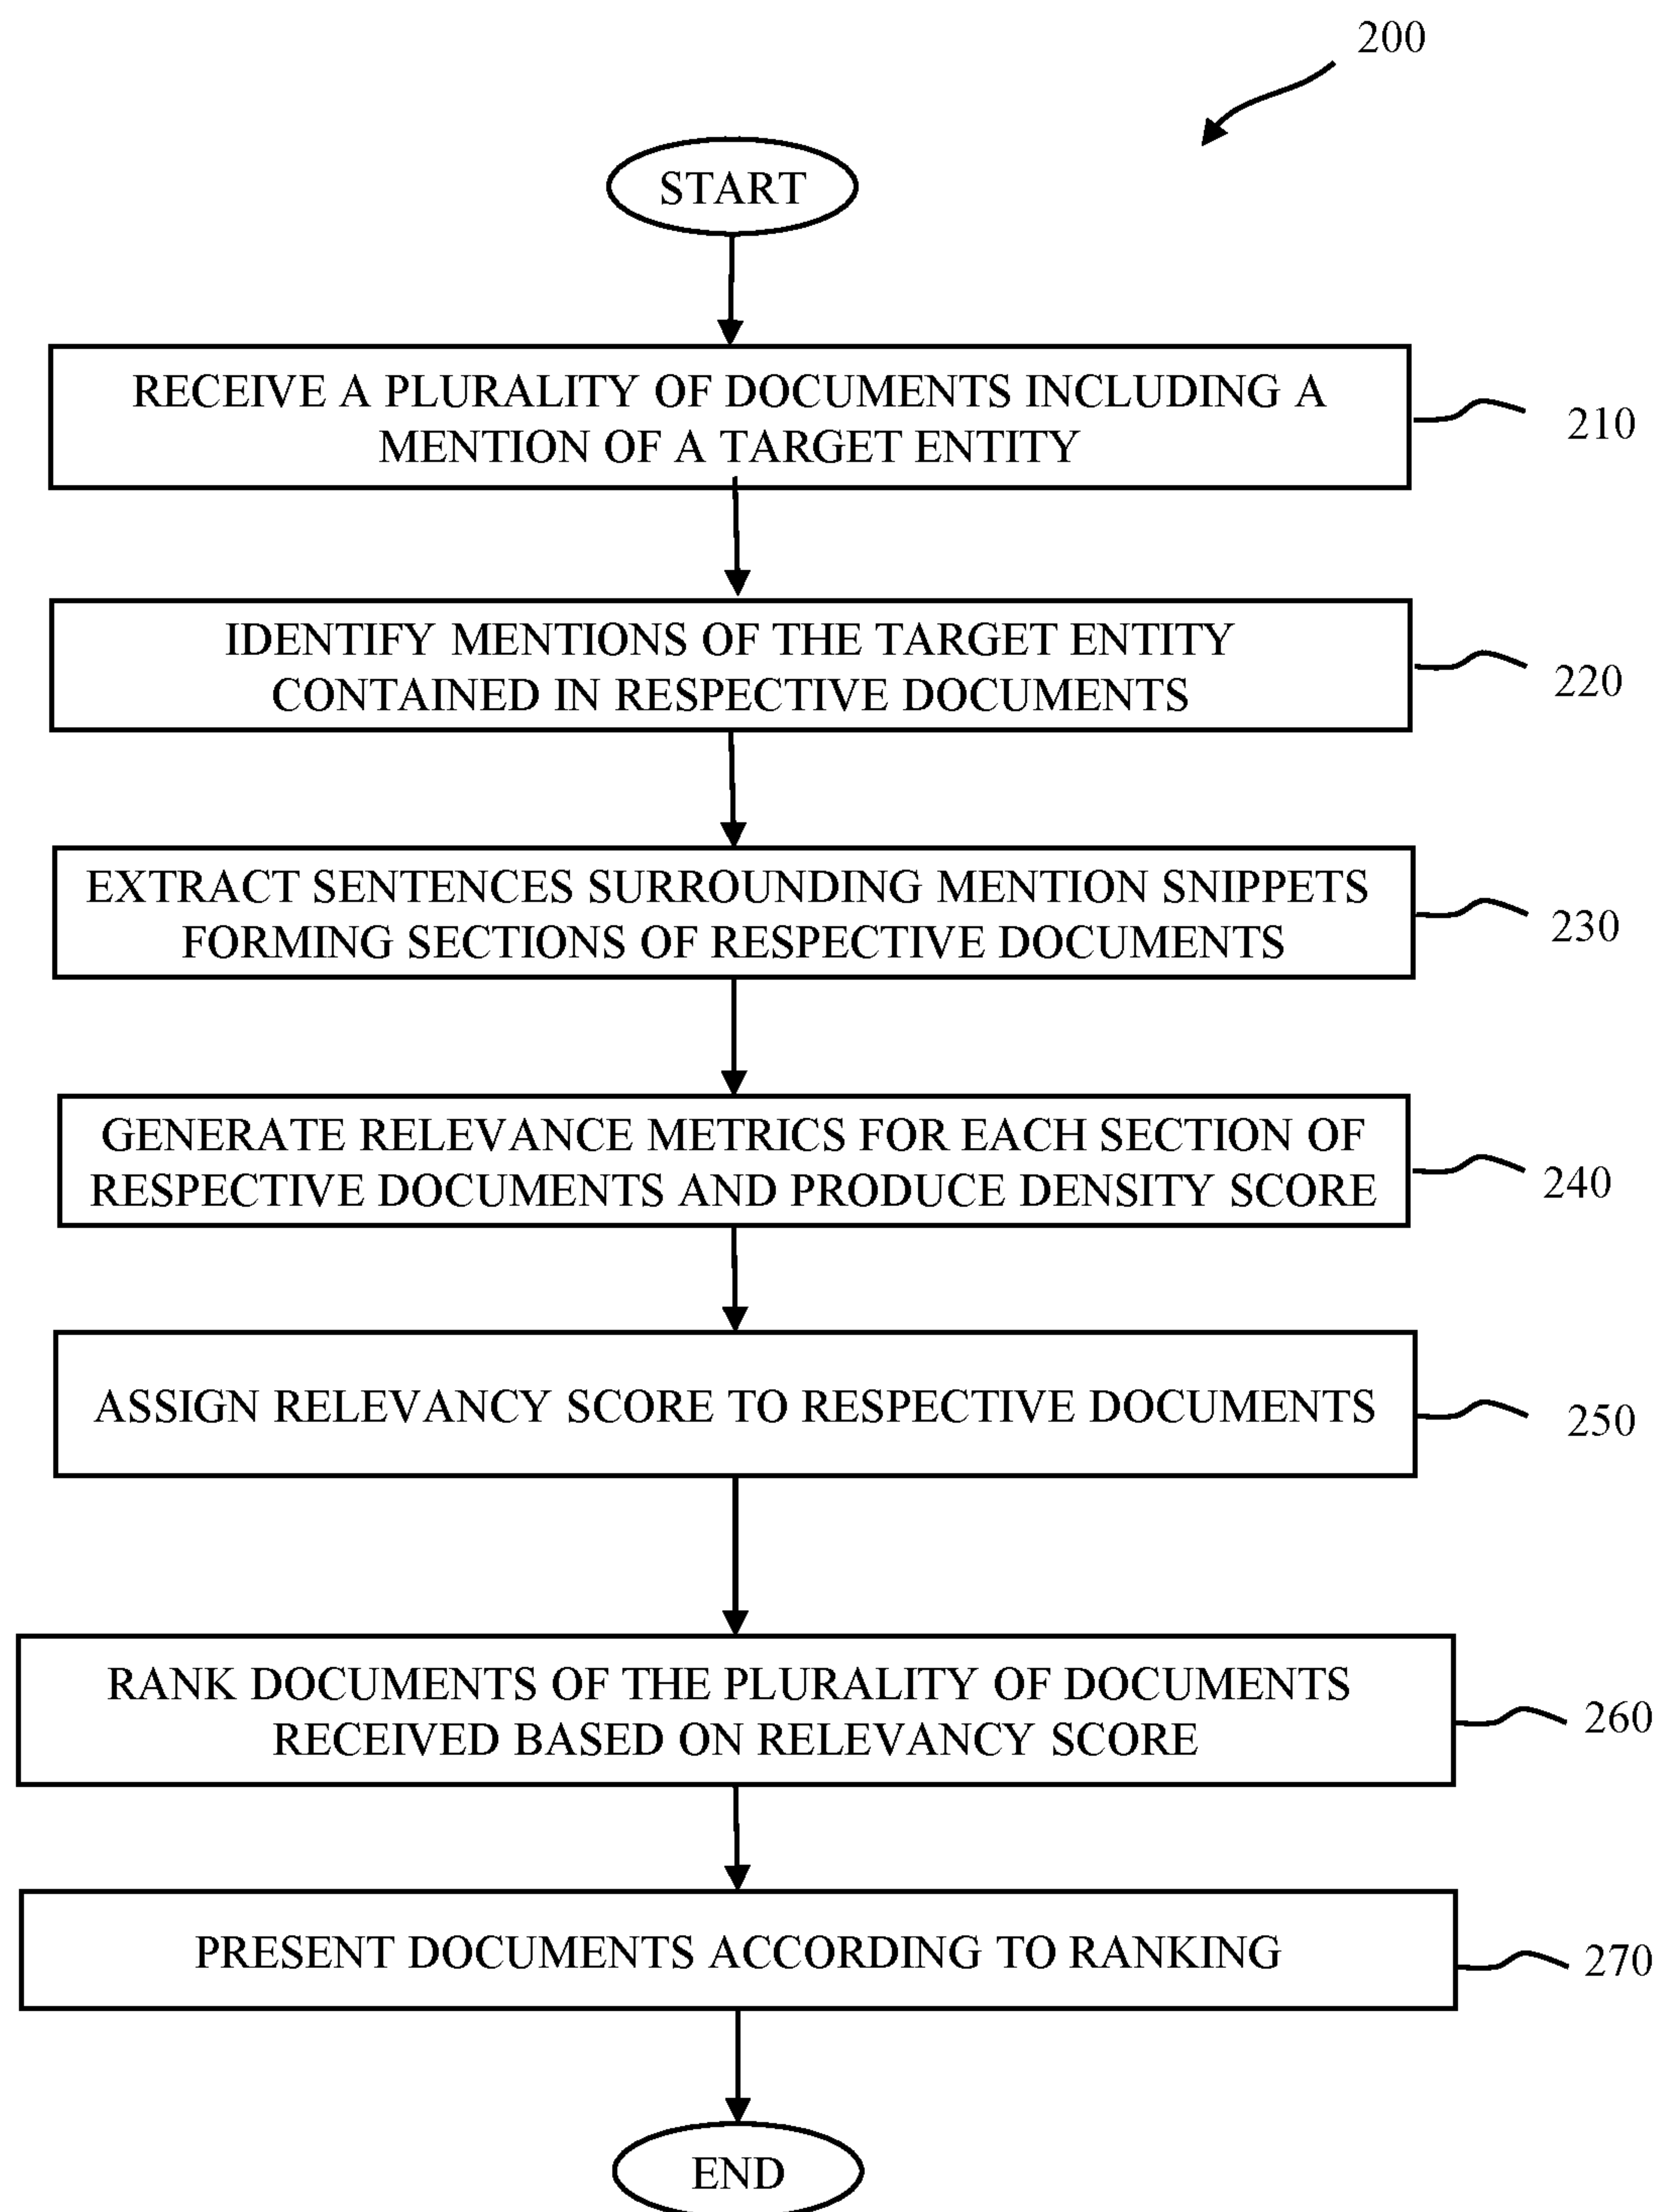 200
START
RECEIVE A PLURALITY OF DOCUMENTS INCLUDING A
MENTION OF A TARGET ENTITY
210
IDENTIFY MENTIONS OF THE TARGET ENTITY
CONTAINED IN RESPECTIVE DOCUMENTS
220
EXTRACT SENTENCES SURROUNDING MENTION SNIPPETS
FORMING SECTIONS OF RESPECTIVE DOCUMENTS
230
GENERATE RELEVANCE METRICS FOR EACH SECTION OF
RESPECTIVE DOCUMENTS AND PRODUCE DENSITY SCORE
240
ASSIGN RELEVANCY SCORE TO RESPECTIVE DOCUMENTS
250
RANK DOCUMENTS OF THE PLURALITY OF DOCUMENTS
RECEIVED BASED ON RELEVANCY SCORE
260
PRESENT DOCUMENTS ACCORDING TO RANKING
270
END